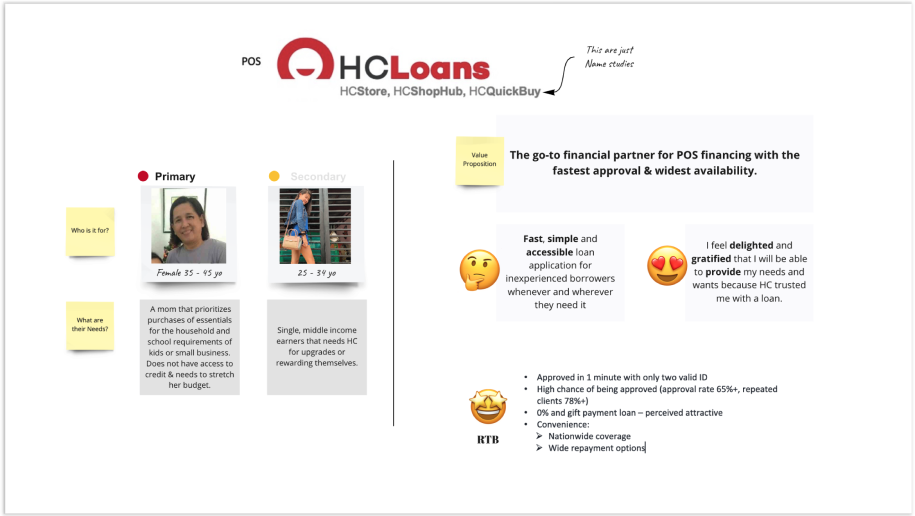 POS
HCLoans
HCStore, HCShopHub, HCQuickBuy
This are just
Name studies
Value
Proposition
The go-to financial partner for POS financing with the
fastest approval & widest availability.
Primary
Secondary
Who is it for?
Female 35 - 45 yo
25 - 34 yo
Fast, simple and
accessible loan
application for
inexperienced borrowers
whenever and wherever
they need it
I feel delighted and
gratified that I will be able
to provide my needs and
wants because HC trusted
me with a loan.
What are
their Needs?
A mom that prioritizes
purchases of essentials
for the household and
school requirements of
kids or small business.
Does not have access to
credit & needs to stretch
her budget.
Single, middle income
earners that needs HC
for upgrades or
rewarding themselves.
RTB
• Approved in 1 minute with only two valid ID
• High chance of being approved (approval rate 65%+, repeated
clients 78%+)
• 0% and gift payment loan – perceived attractive
• Convenience:
➢ Nationwide coverage
➢ Wide repayment options